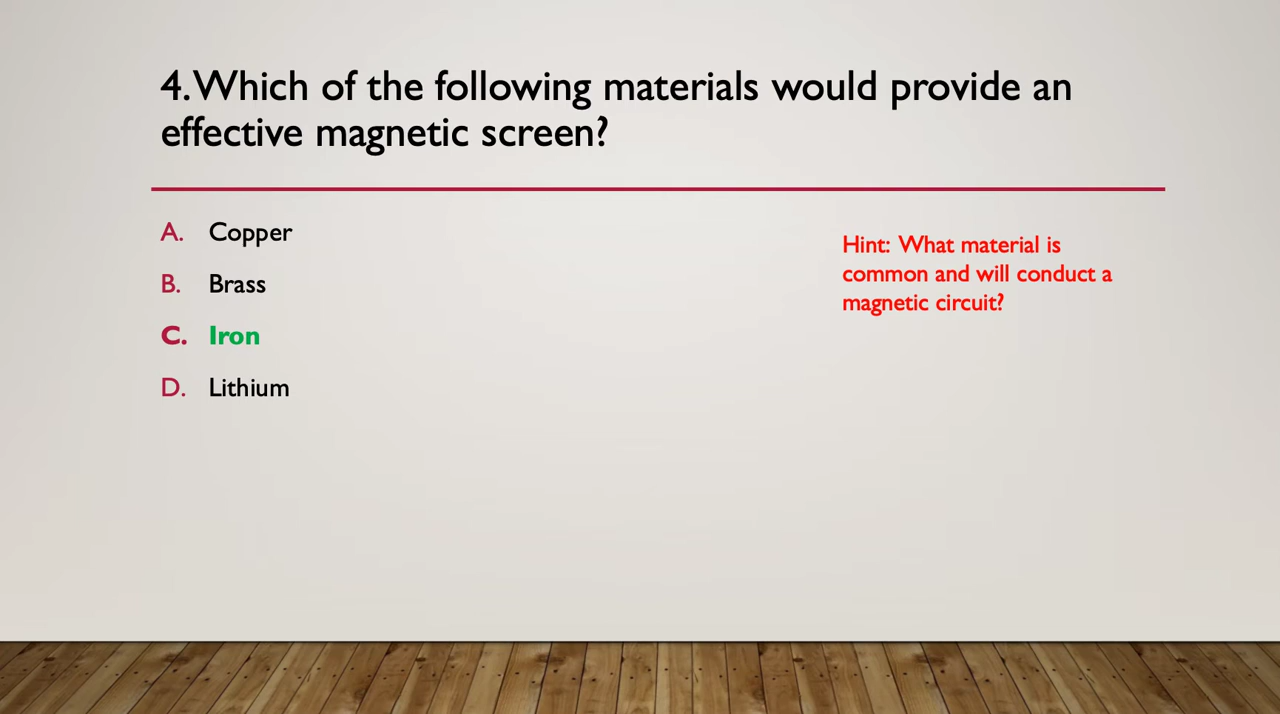 4. Which of the following materials would provide an
effective magnetic screen?
A. Copper
B. Brass
C. Iron
D. Lithium
Hint: What material is
common and will conduct a
magnetic circuit?